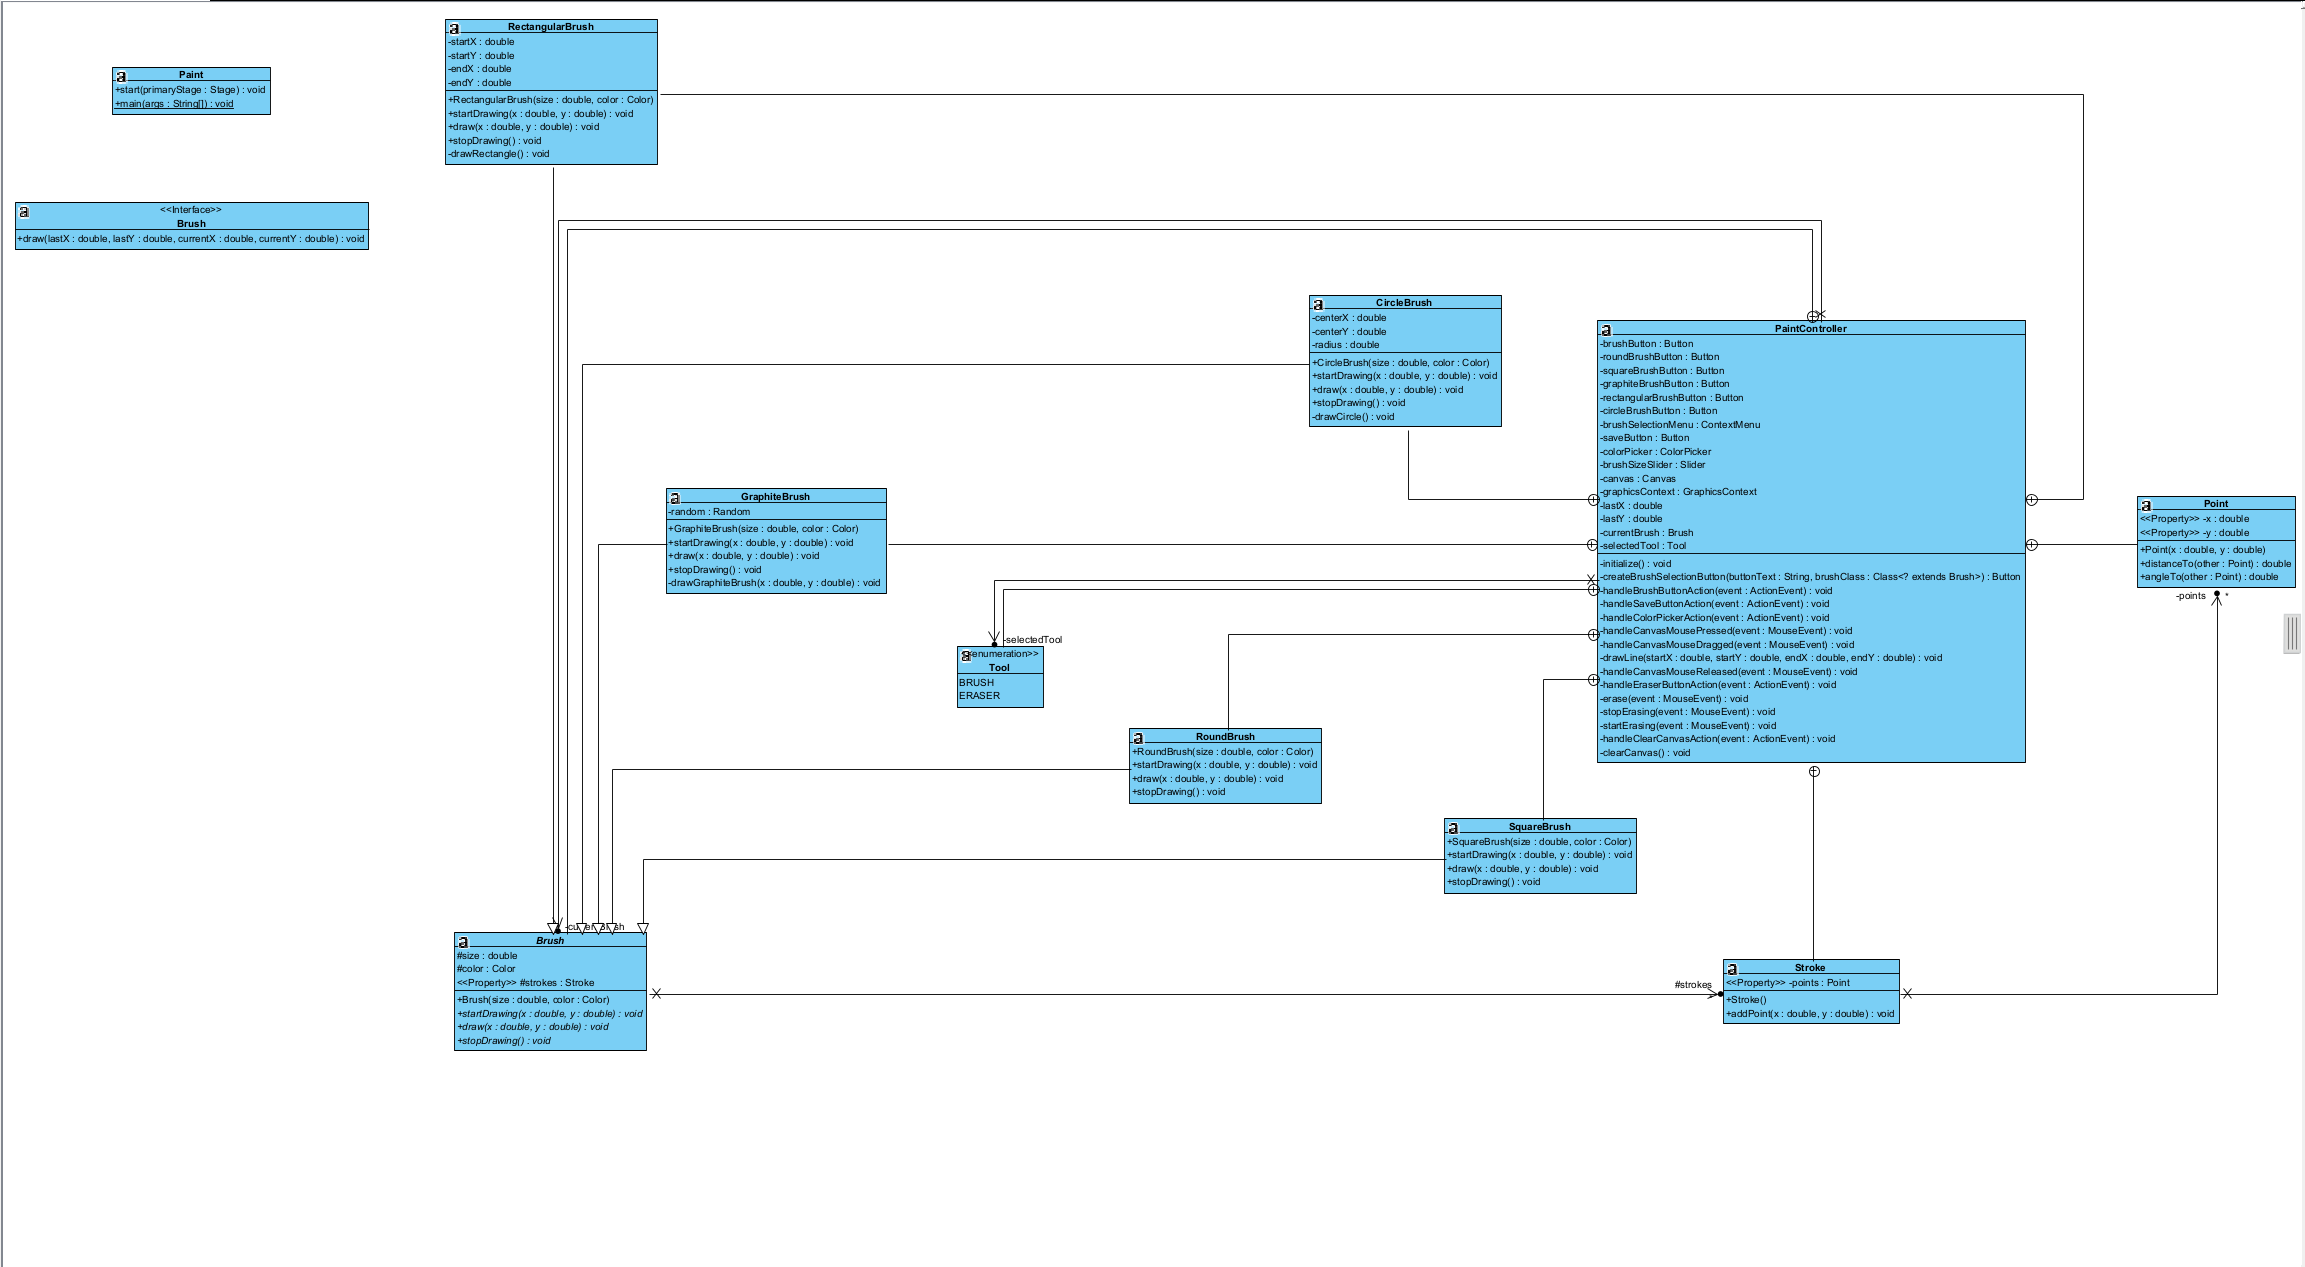 RectangularBrush
-startX : double
-startY : double
-endX : double
-endY : double
+RectangularBrush(size : double, color : Color)
+startDrawing(x : double, y : double) : void
+draw(x : double, y : double) : void
+stopDrawing() : void
-drawRectangle() : void
Paint
+start(primaryStage : Stage) : void
+main(args : String[]) : void
<<Interface>>
Brush
+draw(lastX : double, lastY : double, currentX : double, currentY : double) : void
CircleBrush
-centerX : double
-centerY : double
-radius : double
+CircleBrush(size : double, color : Color)
+startDrawing(x : double, y : double) : void
+draw(x : double, y : double) : void
+stopDrawing() : void
-drawCircle() : void
PaintController
-brushButton : Button
-roundBrushButton : Button
-squareBrushButton : Button
-graphiteBrushButton : Button
-rectangularBrushButton : Button
-circleBrushButton : Button
-brushSelectionMenu : ContextMenu
-saveButton : Button
-colorPicker : ColorPicker
-brushSizeSlider : Slider
-canvas : Canvas
-graphicsContext : GraphicsContext
-lastX : double
-lastY : double
-currentBrush : Brush
-selectedTool : Tool
-initialize() : void
-createBrushSelectionButton(buttonText : String, brushClass : Class<? extends Brush>) : Button
-handleBrushButtonAction(event : ActionEvent) : void
-handleSaveButtonAction(event : ActionEvent) : void
-handleColorPickerAction(event : ActionEvent) : void
-handleCanvasMousePressed(event : MouseEvent) : void
-handleCanvasMouseDragged(event : MouseEvent) : void
-drawLine(startX : double, startY : double, endX : double, endY : double) : void
-handleCanvasMouseReleased(event : MouseEvent) : void
-handleEraserButtonAction(event : ActionEvent) : void
-erase(event : MouseEvent) : void
-stopErasing(event : MouseEvent) : void
-startErasing(event : MouseEvent) : void
-handleClearCanvasAction(event : ActionEvent) : void
-clearCanvas() : void
GraphiteBrush
-random : Random
+GraphiteBrush(size : double, color : Color)
+startDrawing(x : double, y : double) : void
+draw(x : double, y : double) : void
+stopDrawing() : void
-drawGraphiteBrush(x : double, y : double) : void
Point
<<Property>> -x : double
<<Property>> -y : double
+Point(x : double, y : double)
+distanceTo(other : Point) : double
+angleTo(other : Point) : double
-points *
-selectedTool
<<enumeration>>
Tool
BRUSH
ERASER
RoundBrush
+RoundBrush(size : double, color : Color)
+startDrawing(x : double, y : double) : void
+draw(x : double, y : double) : void
+stopDrawing() : void
SquareBrush
+SquareBrush(size : double, color : Color)
+startDrawing(x : double, y : double) : void
+draw(x : double, y : double) : void
+stopDrawing() : void
-currentBrush
Brush
#size : double
#color : Color
<<Property>> #strokes : Stroke
+Brush(size : double, color : Color)
+startDrawing(x : double, y : double) : void
+draw(x : double, y : double) : void
+stopDrawing() : void
#strokes
Stroke
<<Property>> -points : Point
+Stroke()
+addPoint(x : double, y : double) : void